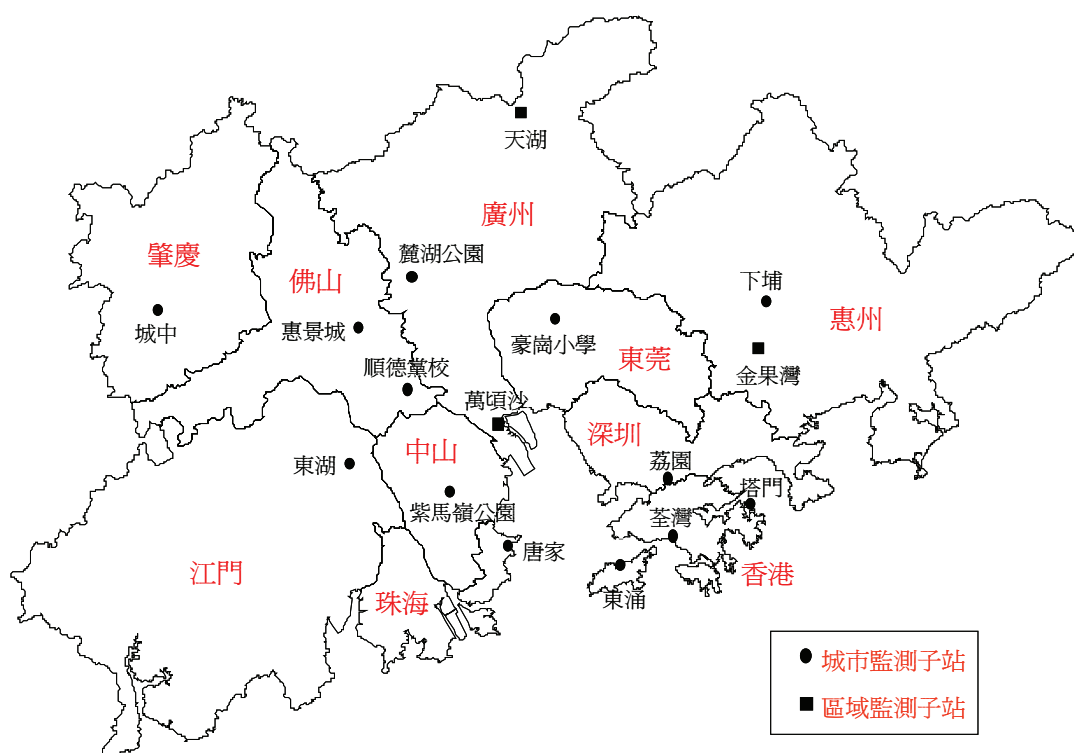 天湖
廣州
麓湖公園
肇慶
佛山
下埔
城中
惠景城
豪崗小學
惠州
東莞
順德黨校
金果灣
萬頃沙
深圳
中山
東湖
荔園
塔門
紫馬嶺公園
荃灣
唐家
江門
珠海
東涌
香港
城市監測子站
區域監測子站